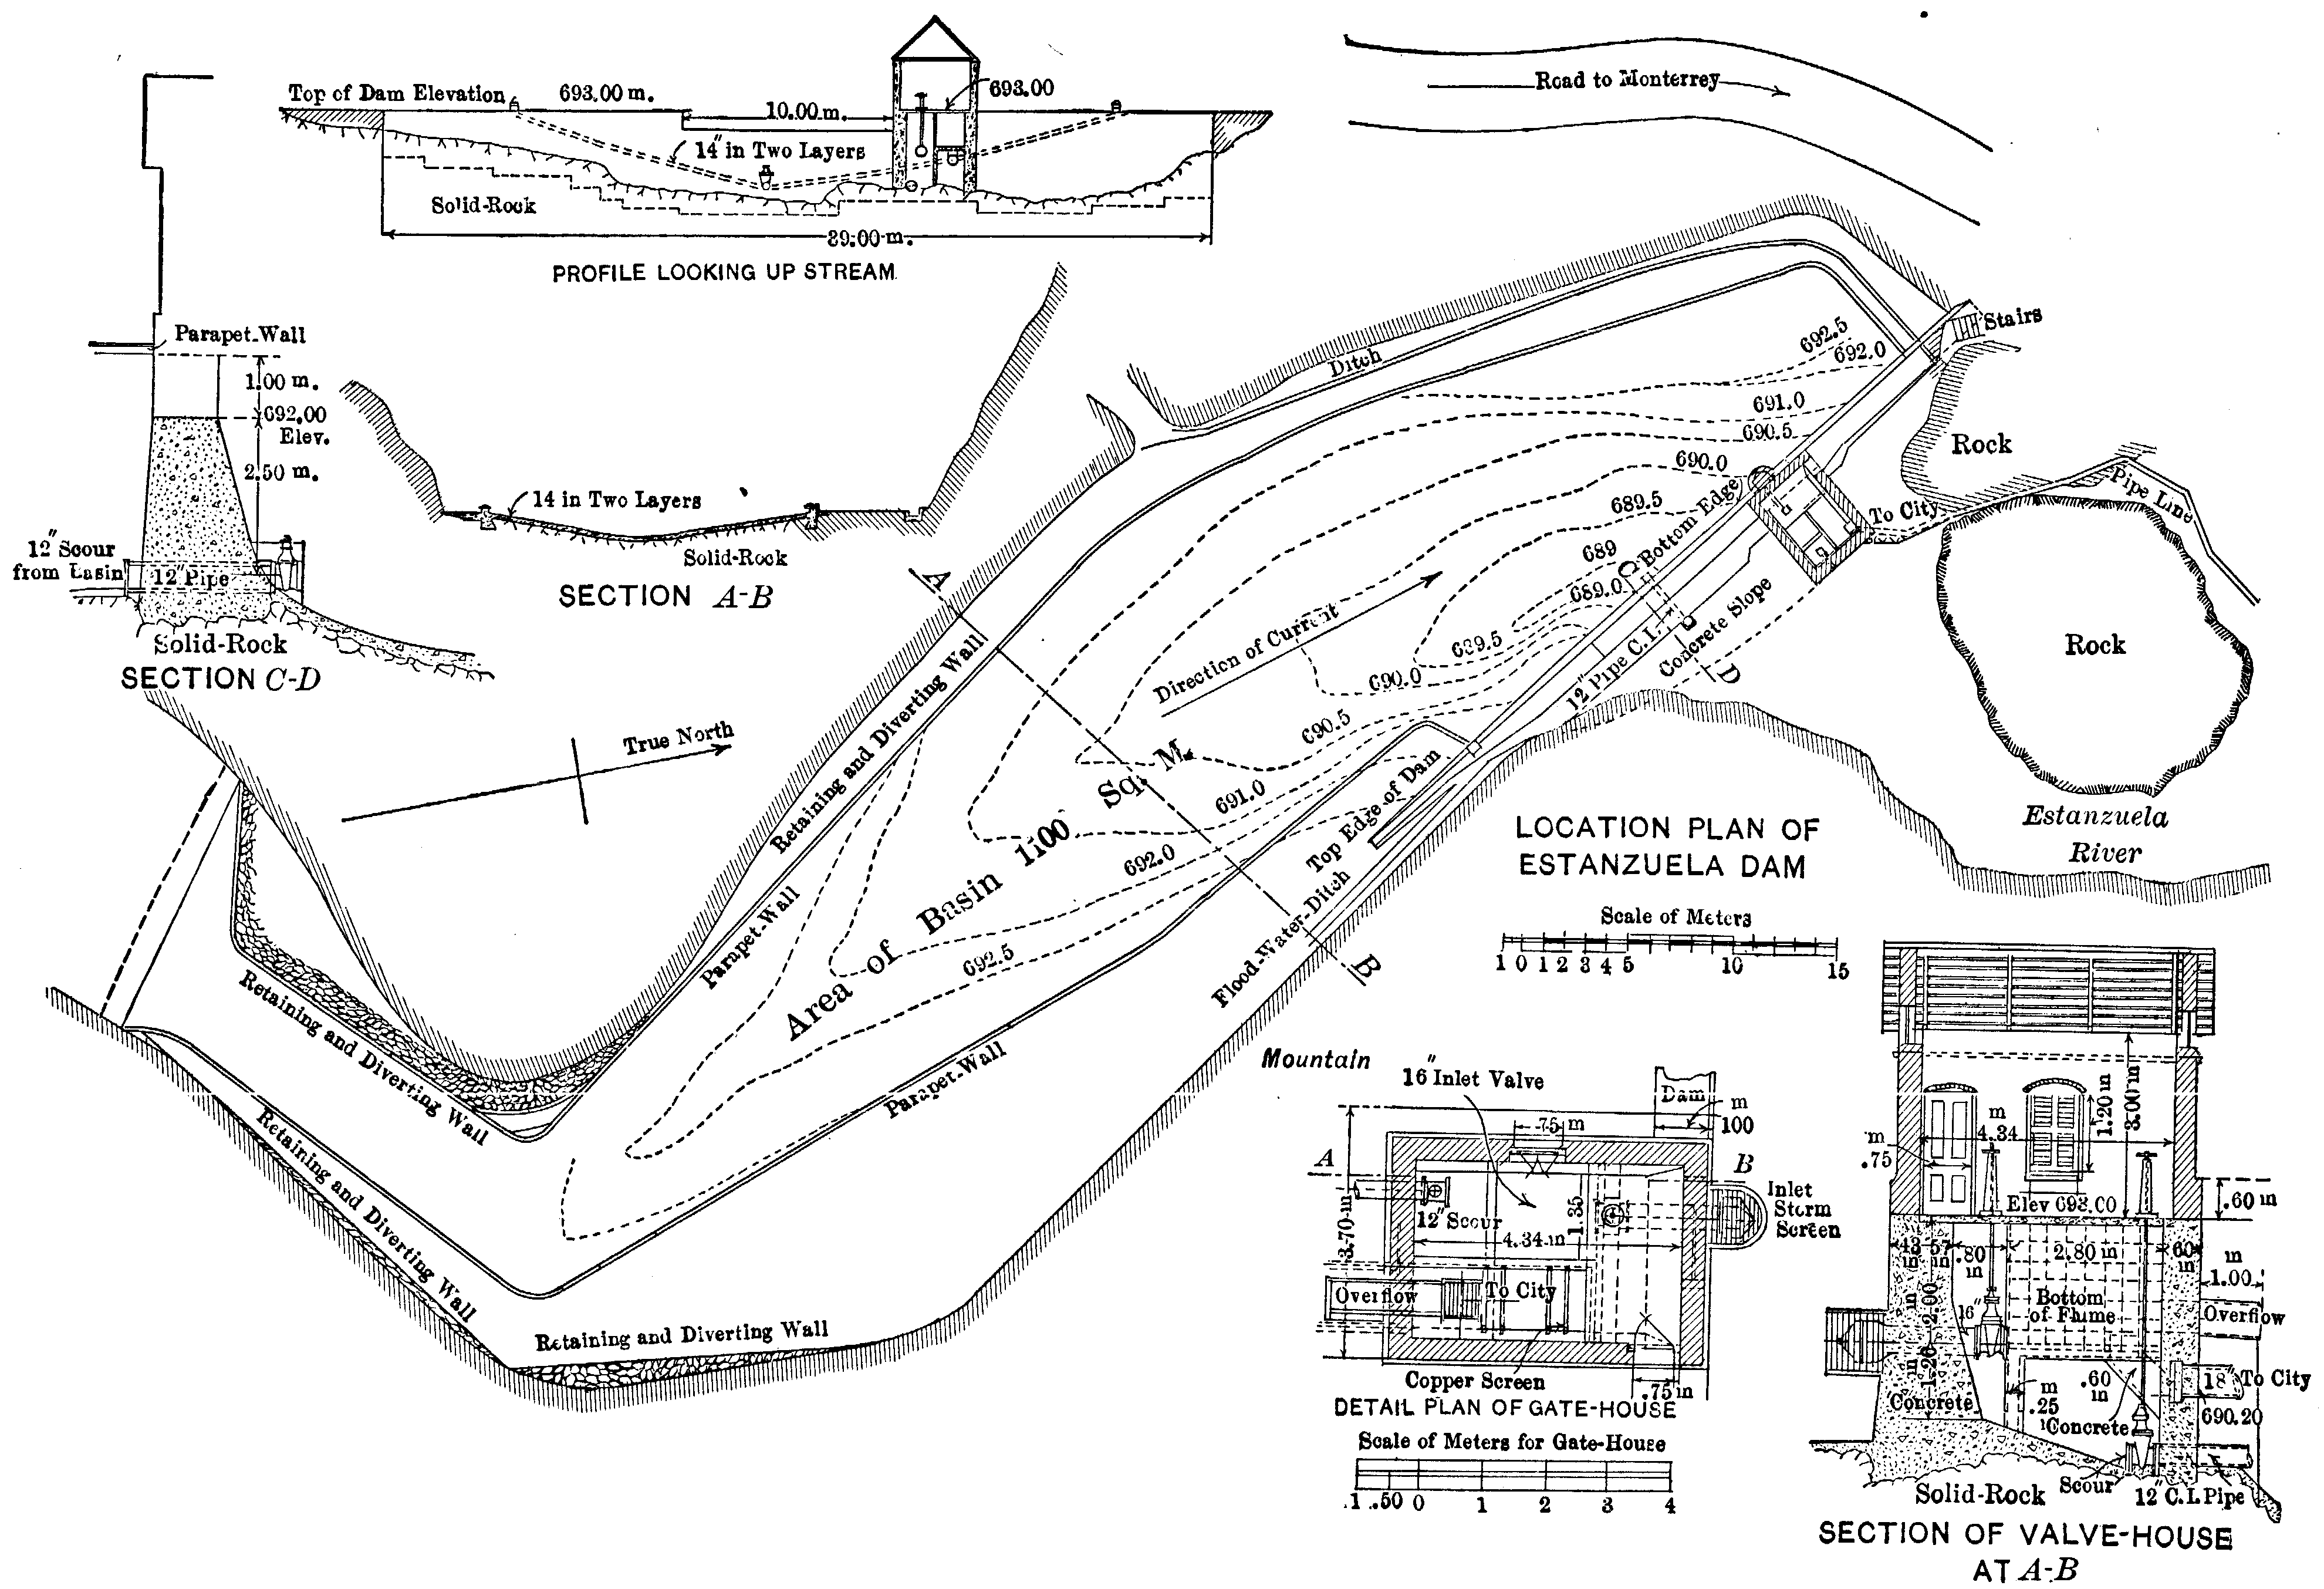 Top of Dam Elevation
693.00 m.
693.00
10.00 m.
14" in Two Layers
Solid-Rock
39.00 m.
PROFILE LOOKING UP STREAM
Road to Monterrey
Parapet-Wall
1.00 m.
692.00
Elev.
2.50 m.
12" Scour
from Basin
12" Pipe
Solid-Rock
SECTION C-D
14 in Two Layers
Solid-Rock
SECTION A-B
True North
Stairs
Ditch
692.5
692.0
691.0
690.5
690.0
689.5
689
689.0
689.5
690.0
690.5
691.0
692.0
692.5
Rock
To City
Pipe Line
Rock
Estanzuela
River
C
Bottom Edge
12" Pipe C.I.
Concrete Slope
D
Direction of Current
A
Retaining and Diverting Wall
Parapet-Wall
Area of Basin 1100 Sq. M.
Top Edge of Dam
Flood-Water-Ditch
B
Parapet-Wall
Retaining and Diverting Wall
Retaining and Diverting Wall
Retaining and Diverting Wall
LOCATION PLAN OF
ESTANZUELA DAM
Scale of Meters
1 0 1 2 3 4 5 10 15
Mountain
16" Inlet Valve
Dam
m
100
.75 m
A
B
Inlet
Storm
Screen
12" Scour
1.35
3.70 m
4.34 m
Overflow
To City
Copper Screen
.75 m
DETAIL PLAN OF GATE-HOUSE
Scale of Meters for Gate-House
.1 .50 0 1 2 3 4
m
4.34
m
.75
1.20 m
3.00 m
Elev 693.00
.60 m
.43 m
.57 m
.80 m
2.80 m
.60 m
m
1.00
2.00 m
1.20 m
16"
Bottom
of Flume
Overflow
18" To City
690.20
.60 m
m
.25
Concrete
Concrete
Solid-Rock
Scour
12" C.I. Pipe
SECTION OF VALVE-HOUSE
AT A-B